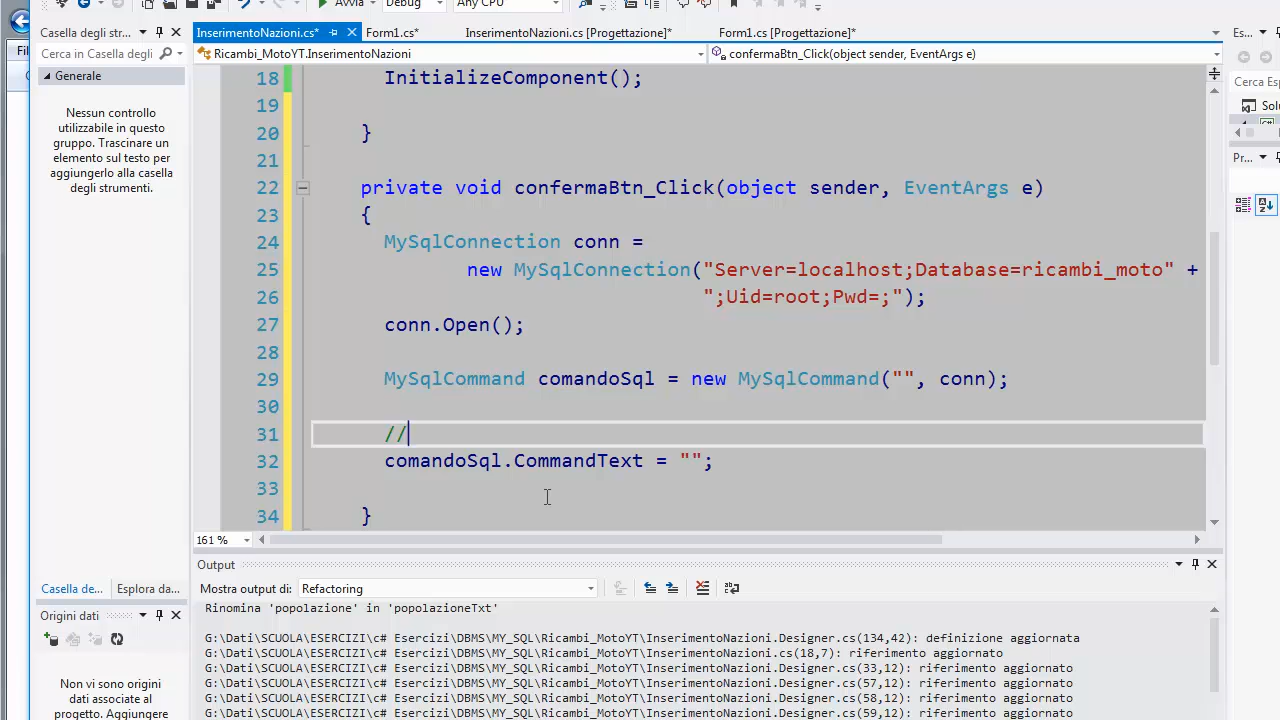 Avvia
Debug
Any CPU
Casella degli str...
InserimentoNazioni.cs*
Form1.cs*
InserimentoNazioni.cs [Progettazione]*
Form1.cs [Progettazione]*
Es...
Cerca in Casella degli
Ricambi_MotoYT.InserimentoNazioni
confermaBtn_Click(object sender, EventArgs e)
Generale
Cerca Esp
Solu
Nessun controllo
utilizzabile in questo
gruppo. Trascinare un
elemento sul testo per
aggiungerlo alla casella
degli strumenti.
Pr...
18 InitializeComponent();
19
20 }
21
22 private void confermaBtn_Click(object sender, EventArgs e)
23 {
24 MySqlConnection conn =
25 new MySqlConnection("Server=localhost;Database=ricambi_moto" +
26 ";Uid=root;Pwd=;");
27 conn.Open();
28
29 MySqlCommand comandoSql = new MySqlCommand("", conn);
30
31 //
32 comandoSql.CommandText = "";
33
34 }
161 %
Output
Casella de...
Esplora da...
Mostra output di:
Refactoring
Origini dati
Rinomina 'popolazione' in 'popolazioneTxt'
G:\Dati\SCUOLA\ESERCIZI\c# Esercizi\DBMS\MY_SQL\Ricambi_MotoYT\InserimentoNazioni.Designer.cs(134,42): definizione aggiornata
G:\Dati\SCUOLA\ESERCIZI\c# Esercizi\DBMS\MY_SQL\Ricambi_MotoYT\InserimentoNazioni.cs(18,7): riferimento aggiornato
G:\Dati\SCUOLA\ESERCIZI\c# Esercizi\DBMS\MY_SQL\Ricambi_MotoYT\InserimentoNazioni.Designer.cs(33,12): riferimento aggiornato
G:\Dati\SCUOLA\ESERCIZI\c# Esercizi\DBMS\MY_SQL\Ricambi_MotoYT\InserimentoNazioni.Designer.cs(57,12): riferimento aggiornato
G:\Dati\SCUOLA\ESERCIZI\c# Esercizi\DBMS\MY_SQL\Ricambi_MotoYT\InserimentoNazioni.Designer.cs(58,12): riferimento aggiornato
G:\Dati\SCUOLA\ESERCIZI\c# Esercizi\DBMS\MY_SQL\Ricambi_MotoYT\InserimentoNazioni.Designer.cs(59,12): riferimento aggiornato
Non vi sono origini
dati associate al
progetto. Aggiungere